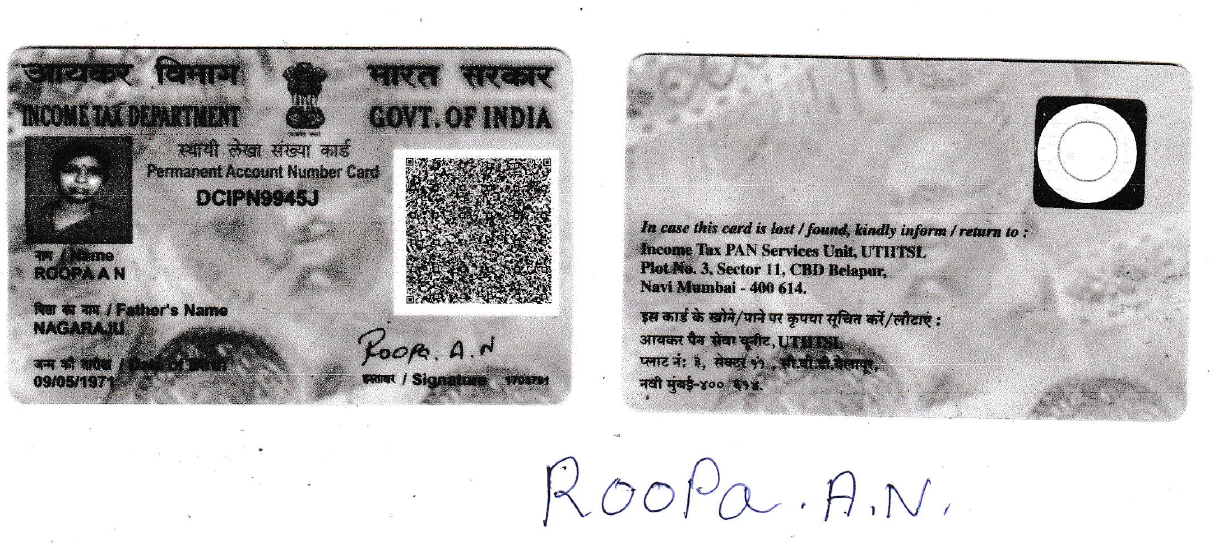 आयकर विभाग
भारत सरकार
INCOME TAX DEPARTMENT
GOVT. OF INDIA
स्थायी लेखा संख्या कार्ड
Permanent Account Number Card
DCIPN9945J
नाम / Name
ROOPA A N
पिता का नाम / Father's Name
NAGARAJU
जन्म की तारीख / Date of Birth
09/05/1971
Roopa. A.N
हस्ताक्षर / Signature
In case this card is lost / found, kindly inform / return to :
Income Tax PAN Services Unit, UTIITSL
Plot No. 3, Sector 11, CBD Belapur,
Navi Mumbai - 400 614.
इस कार्ड के खोने/पाने पर कृपया सूचित करें/लौटाएं :
आयकर पैन सेवा यूनीट, UTIITSL
प्लाट नं: ३, सेक्टर ११ , सी.बी.डी.बेलापूर,
नवी मुंबई-४०० ६१४.
RooPa. A.N.